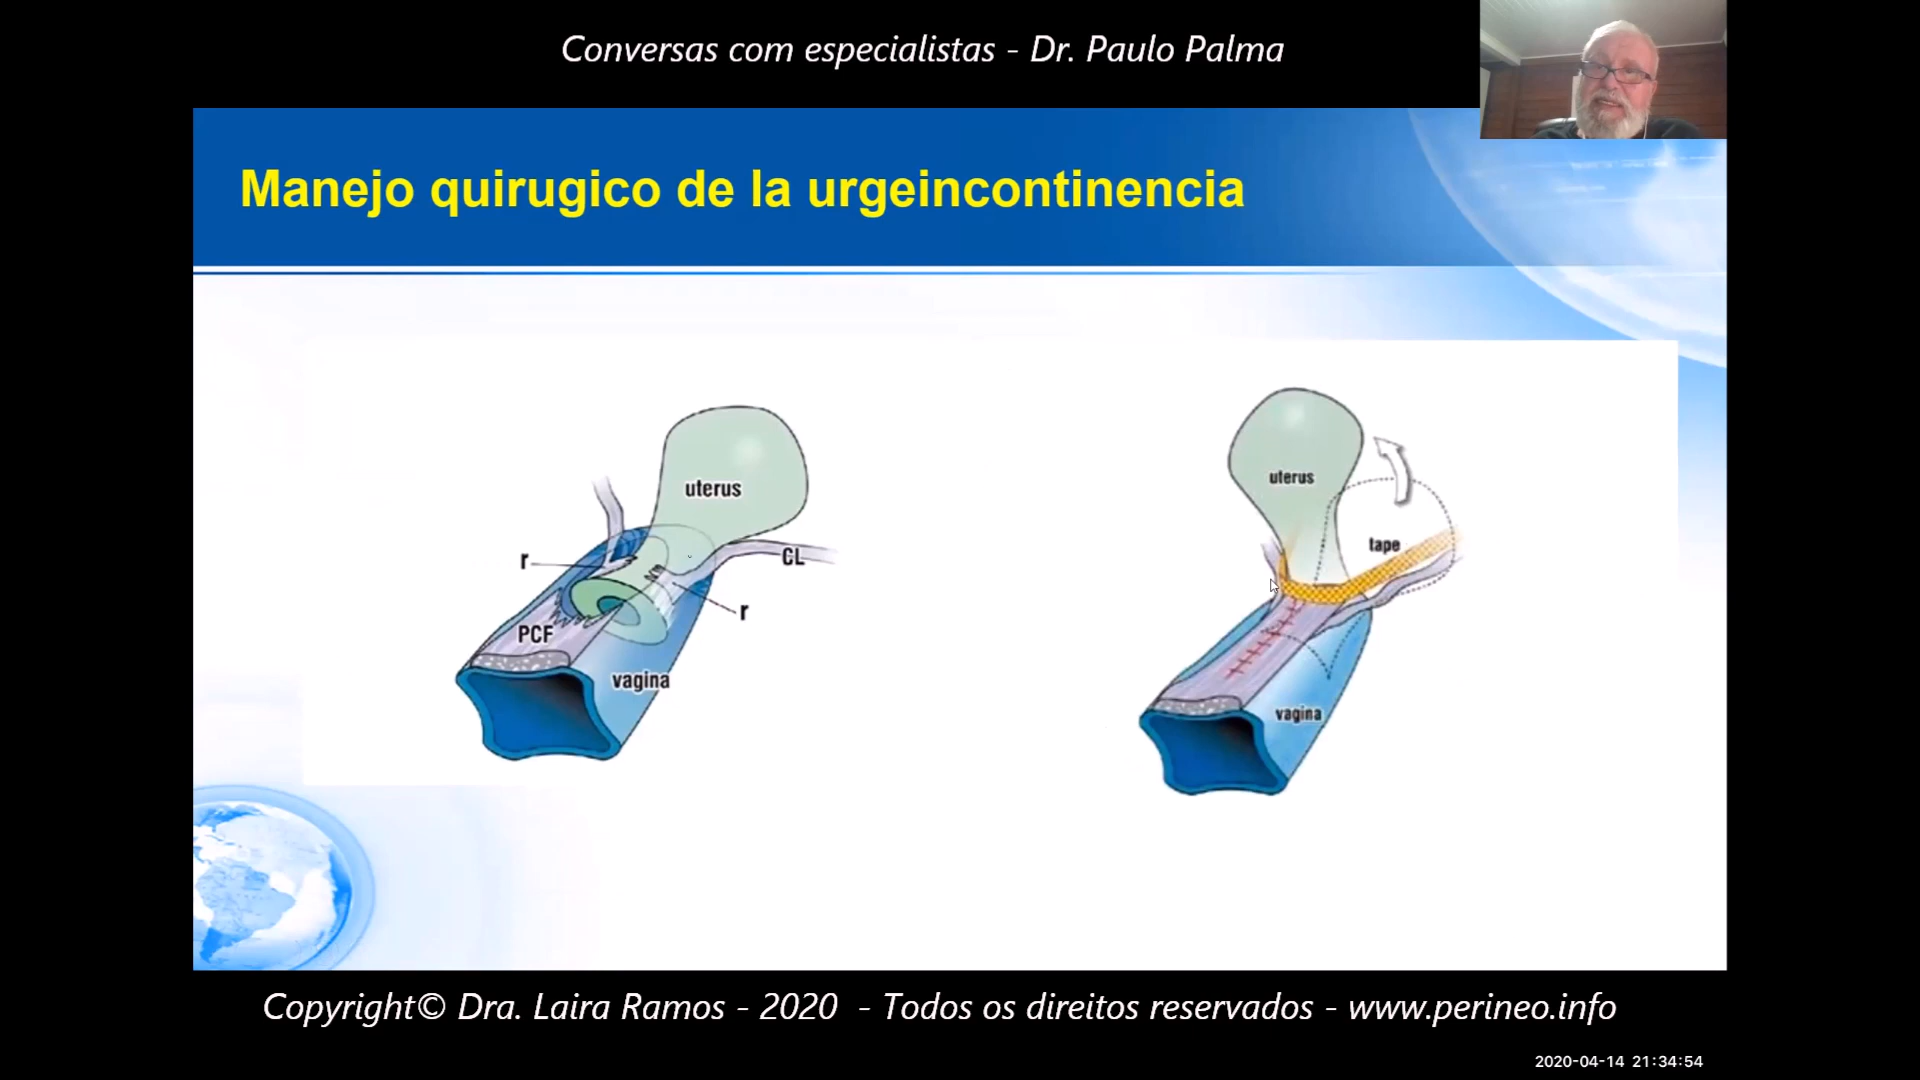 Conversas com especialistas - Dr. Paulo Palma
Manejo quirugico de la urgeincontinencia
uterus
r
CL
r
PCF
vagina
uterus
tape
vagina
Copyright© Dra. Laira Ramos - 2020 - Todos os direitos reservados - www.perineo.info
2020-04-14 21:34:54